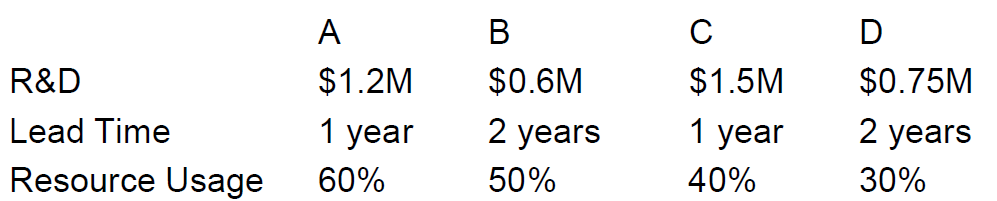 A B C D
R&D $1.2M $0.6M $1.5M $0.75M
Lead Time 1 year 2 years 1 year 2 years
Resource Usage 60% 50% 40% 30%